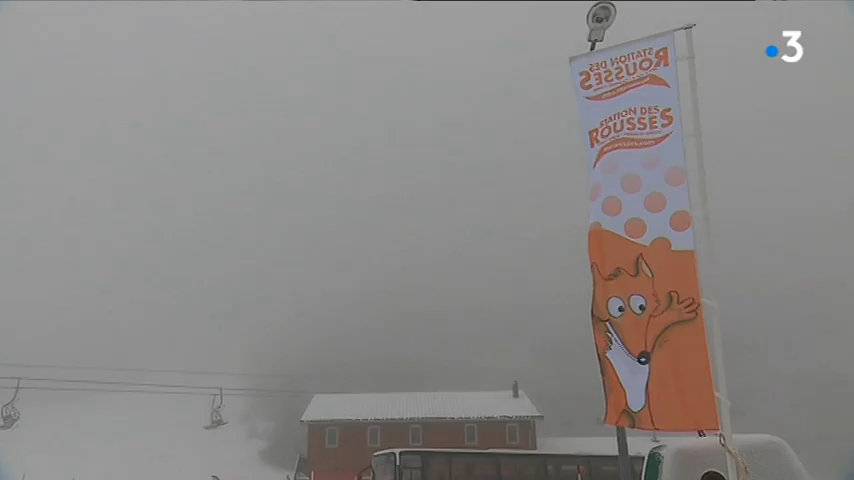 3
STATION DES
ROUSSES
STATION DES
ROUSSES